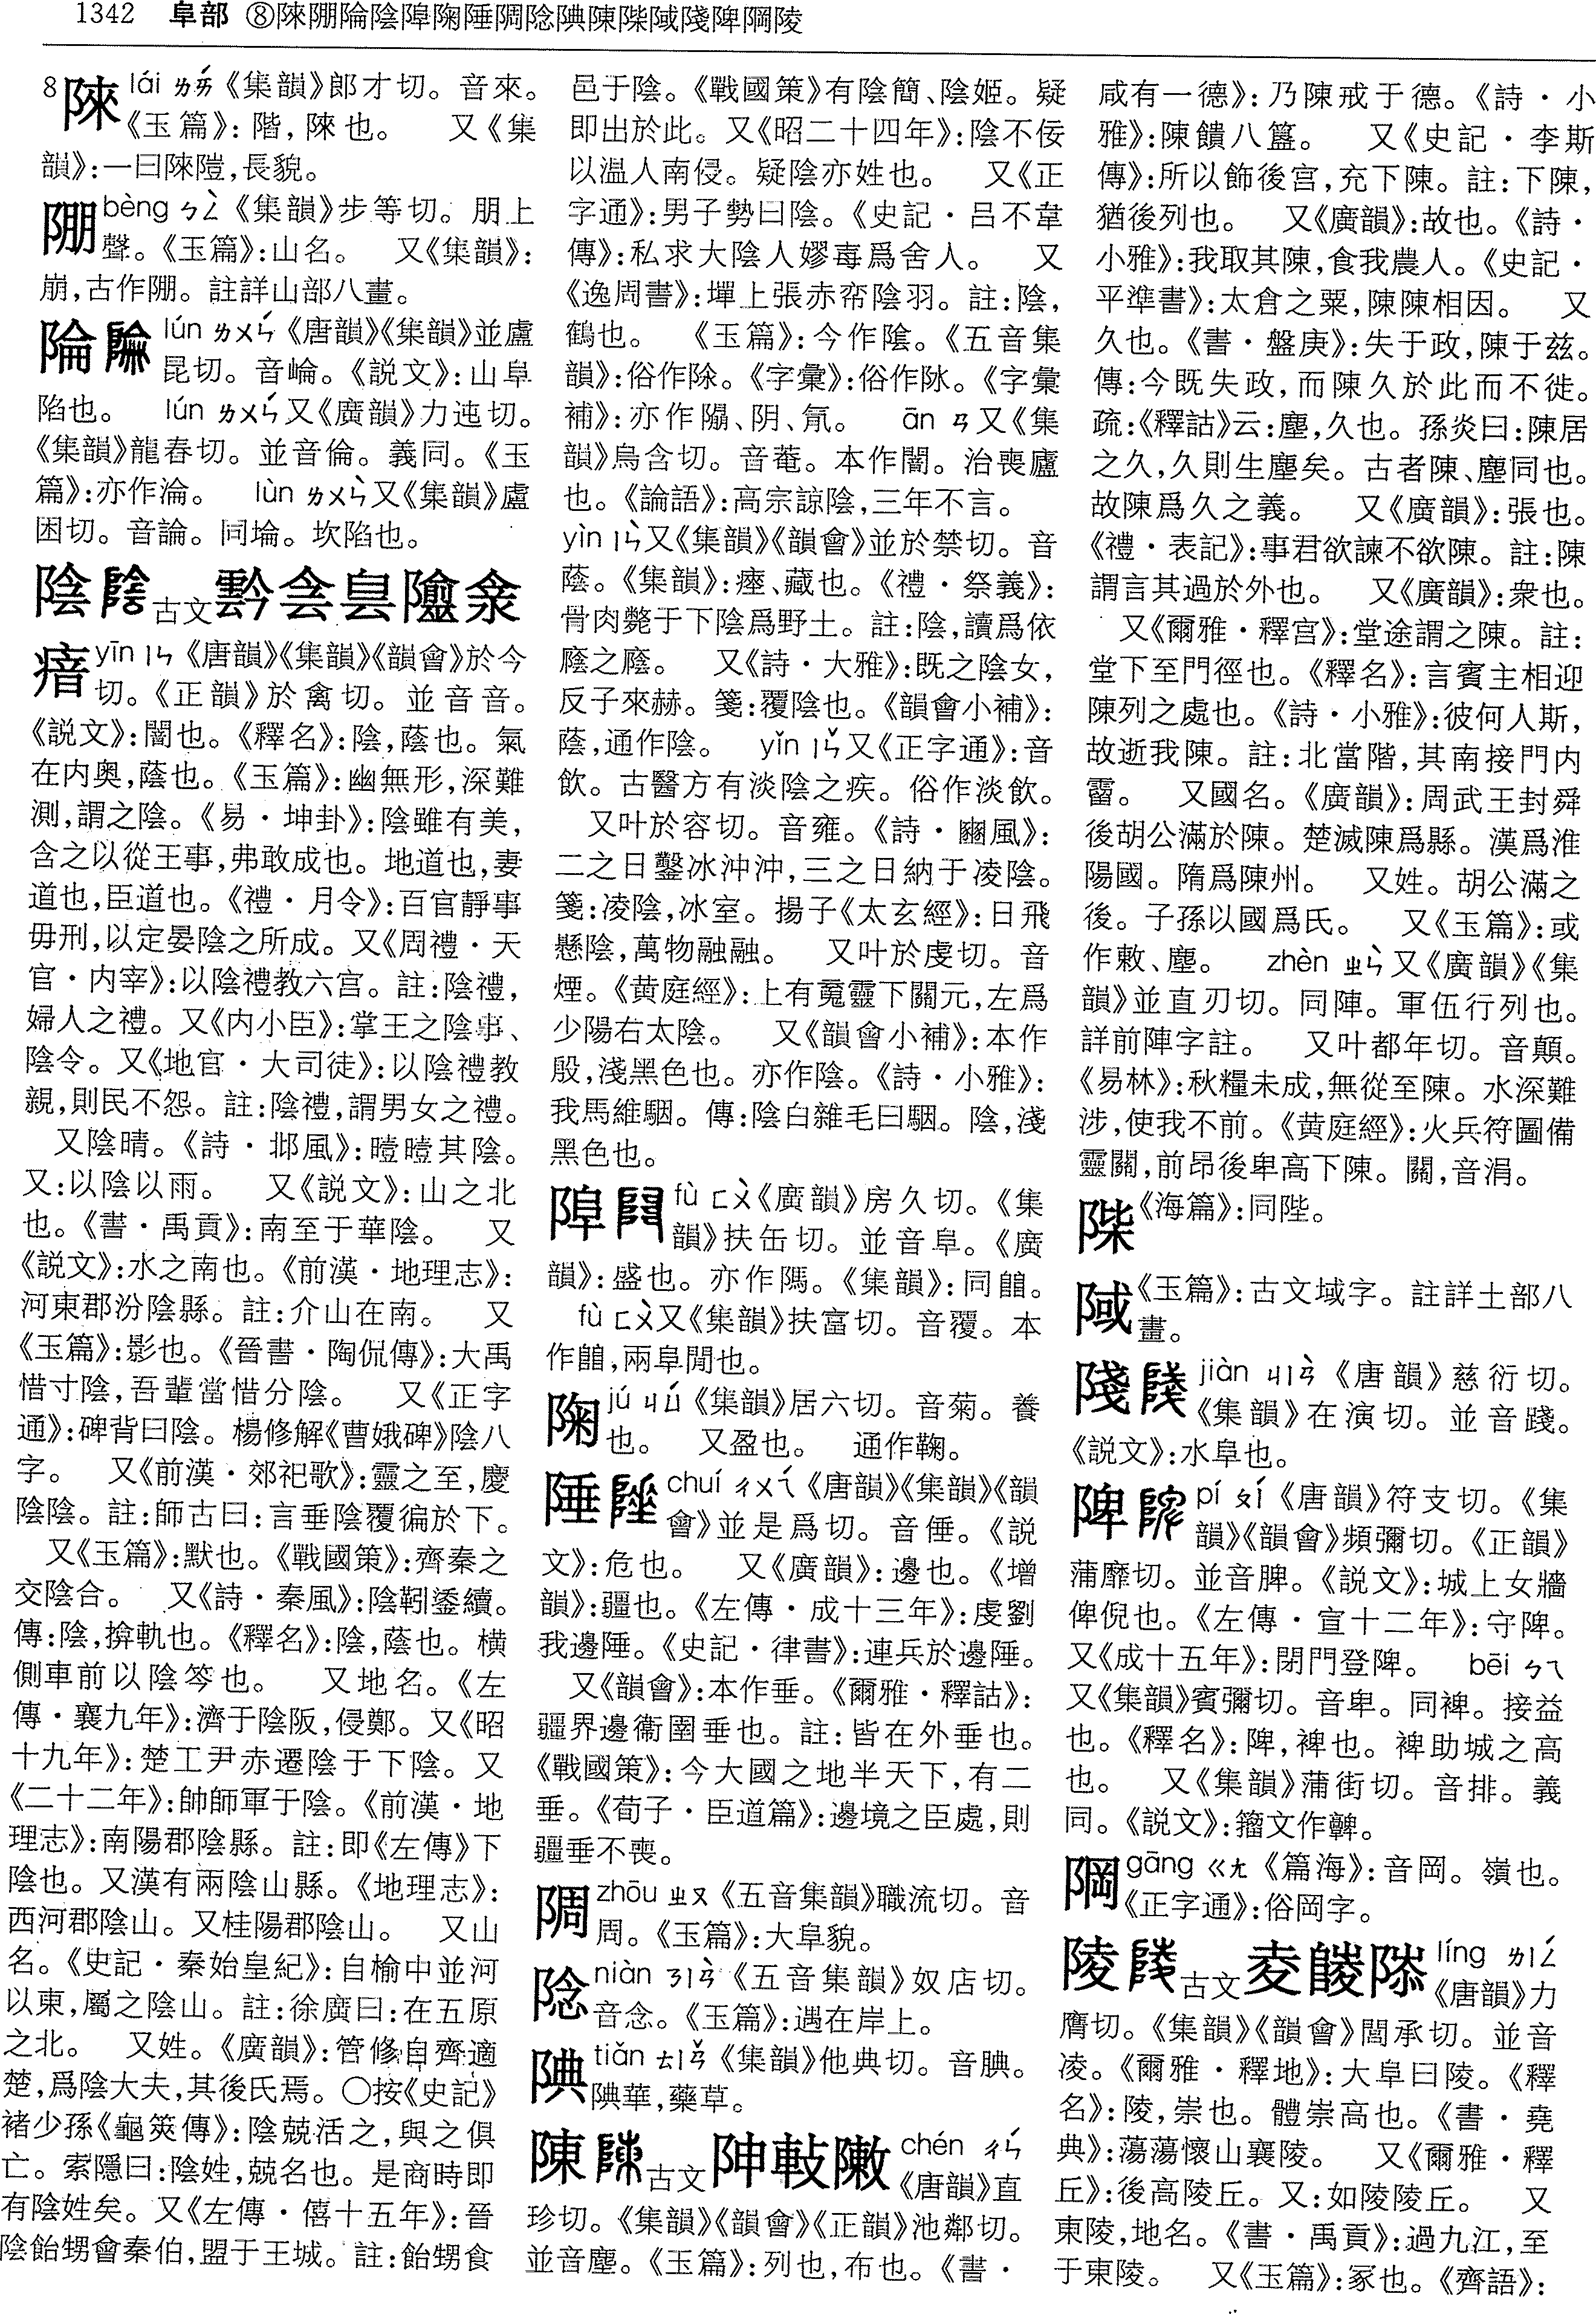 1342 阜部 ⑧陎䧛陯陰䧞陱陲䧓㴷陳隍䧕䧖陴㟠陵
8 䧒 lái ㄌㄞˊ《集韻》郎才切。音來。
《玉篇》：階，䧒也。　又《集
韻》：一曰䧒隑，長貌。
bèng ㄅㄥˋ《集韻》步等切。朋上
聲。《玉篇》：山名。　又《集韻》：
崩，古作。註詳山部八畫。
陯 lún ㄌㄨㄣˊ《唐韻》《集韻》並盧
昆切。音崘。《説文》：山阜
陷也。　lún ㄌㄨㄣˊ又《廣韻》力迍切。
《集韻》龍春切。並音倫。義同。《玉
篇》：亦作淪。　lùn ㄌㄨㄣˋ又《集韻》盧
困切。音論。同埨。坎陷也。
陰 古文
yīn ㄧㄣ《唐韻》《集韻》《韻會》於今
切。《正韻》於禽切。並音音。
《説文》：闇也。《釋名》：陰，蔭也。氣
在内奥，蔭也。《玉篇》：幽無形，深難
測，謂之陰。《易・坤卦》：陰雖有美，
含之以從王事，弗敢成也。地道也，妻
道也，臣道也。《禮・月令》：百官靜事
毋刑，以定晏陰之所成。又《周禮・天
官・内宰》：以陰禮教六宫。註：陰禮，
婦人之禮。又《内小臣》：掌王之陰事、
陰令。又《地官・大司徒》：以陰禮教
親，則民不怨。註：陰禮，謂男女之禮。
又陰晴。《詩・邶風》：曀曀其陰。
又：以陰以雨。　又《説文》：山之北
也。《書・禹貢》：南至于華陰。　又
《説文》：水之南也。《前漢・地理志》：
河東郡汾陰縣。註：介山在南。　又
《玉篇》：影也。《晉書・陶侃傳》：大禹
惜寸陰，吾輩當惜分陰。　又《正字
通》：碑背曰陰。楊修解《曹娥碑》陰八
字。　又《前漢・郊祀歌》：靈之至，慶
陰陰。註：師古曰：言垂陰覆徧於下。
又《玉篇》：默也。《戰國策》：齊秦之
交陰合。　又《詩・秦風》：陰靷鋈續。
傳：陰，揜軌也。《釋名》：陰，蔭也。橫
側車前以陰笭也。　又地名。《左
傳・襄九年》：濟于陰阪，侵鄭。又《昭
十九年》：楚工尹赤遷陰于下陰。又
《二十二年》：帥師軍于陰。《前漢・地
理志》：南陽郡陰縣。註：即《左傳》下
陰也。又漢有兩陰山縣。《地理志》：
西河郡陰山。又桂陽郡陰山。　又山
名。《史記・秦始皇紀》：自榆中並河
以東，屬之陰山。註：徐廣曰：在五原
之北。　又姓。《廣韻》：管修自齊適
楚，爲陰大夫，其後氏焉。〇按《史記》
褚少孫《龜筴傳》：陰兢活之，與之俱
亡。索隱曰：陰姓，兢名也。是商時即
有陰姓矣。又《左傳・僖十五年》：晉
陰飴甥會秦伯，盟于王城。註：飴甥食
邑于陰。《戰國策》有陰簡、陰姬。疑
即出於此。又《昭二十四年》：陰不佞
以温人南侵。疑陰亦姓也。　又《正
字通》：男子勢曰陰。《史記・吕不韋
傳》：私求大陰人嫪毐爲舍人。　又
《逸周書》：墠上張赤帟陰羽。註：陰，
鶴也。　《玉篇》：今作隂。《五音集
韻》：俗作除。《字彙》：俗作阥。《字彙
補》：亦作、阴、氞。　ān ㄢ又《集
韻》烏含切。音菴。本作闇。治喪廬
也。《論語》：高宗諒陰，三年不言。
yìn ㄧㄣˋ又《集韻》《韻會》並於禁切。音
蔭。《集韻》：瘞、藏也。《禮・祭義》：
骨肉斃于下陰爲野土。註：陰，讀爲依
廕之廕。　又《詩・大雅》：既之陰女，
反予來赫。箋：覆陰也。《韻會小補》：
蔭，通作陰。　yǐn ㄧㄣˇ又《正字通》：音
飲。古醫方有淡陰之疾。俗作淡飲。
又叶於容切。音雍。《詩・豳風》：
二之日鑿冰沖沖，三之日納于凌陰。
箋：凌陰，冰室。揚子《太玄經》：日飛
懸陰，萬物融融。　又叶於虔切。音
煙。《黄庭經》：上有䰟靈下關元，左爲
少陽右太陰。　又《韻會小補》：本作
殷，淺黑色也。亦作陰。《詩・小雅》：
我馬維駰。傳：陰白雜毛曰駰。陰，淺
黑色也。
fù ㄈㄨˋ《廣韻》房久切。《集
韻》扶缶切。並音阜。《廣
韻》：盛也。亦作隖。《集韻》：同。
fù ㄈㄨˋ又《集韻》扶富切。音覆。本
作，兩阜閒也。
陱 jú ㄐㄩˊ《集韻》居六切。音菊。養
也。　又盈也。　通作鞠。
陲 chuí ㄔㄨㄟˊ《唐韻》《集韻》《韻
會》並是爲切。音倕。《説
文》：危也。　又《廣韻》：邊也。《增
韻》：疆也。《左傳・成十三年》：虔劉
我邊陲。《史記・律書》：連兵於邊陲。
又《韻會》：本作垂。《爾雅・釋詁》：
疆界邊衞圉垂也。註：皆在外垂也。
《戰國策》：今大國之地半天下，有二
垂。《荀子・臣道篇》：邊境之臣處，則
疆垂不喪。
zhōu ㄓㄡ《五音集韻》職流切。音
周。《玉篇》：大阜貌。
niàn ㄋㄧㄢˋ《五音集韻》奴店切。
音念。《玉篇》：遇在岸上。
tiǎn ㄊㄧㄢˇ《集韻》他典切。音腆。
華，藥草。
陳 古文 chén ㄔㄣˊ
《唐韻》直
珍切。《集韻》《韻會》《正韻》池鄰切。
並音塵。《玉篇》：列也，布也。《書・
咸有一德》：乃陳戒于德。《詩・小
雅》：陳饋八簋。　又《史記・李斯
傳》：所以飾後宫，充下陳。註：下陳，
猶後列也。　又《廣韻》：故也。《詩・
小雅》：我取其陳，食我農人。《史記・
平準書》：太倉之粟，陳陳相因。　又
久也。《書・盤庚》：失于政，陳于兹。
傳：今既失政，而陳久於此而不徙。
疏：《釋詁》云：塵，久也。孫炎曰：陳居
之久，久則生塵矣。古者陳、塵同也。
故陳爲久之義。　又《廣韻》：張也。
《禮・表記》：事君欲諫不欲陳。註：陳
謂言其過於外也。　又《廣韻》：衆也。
又《爾雅・釋宫》：堂途謂之陳。註：
堂下至門徑也。《釋名》：言賓主相迎
陳列之處也。《詩・小雅》：彼何人斯，
故逝我陳。註：北當階，其南接門内
霤。　又國名。《廣韻》：周武王封舜
後胡公滿於陳。楚滅陳爲縣。漢爲淮
陽國。隋爲陳州。　又姓。胡公滿之
後。子孫以國爲氏。　又《玉篇》：或
作敶、塵。　zhèn ㄓㄣˋ又《廣韻》《集
韻》並直刃切。同陣。軍伍行列也。
詳前陣字註。　又叶都年切。音顛。
《易林》：秋糧未成，無從至陳。水深難
涉，使我不前。《黄庭經》：火兵符圖備
靈關，前昂後卑高下陳。關，音涓。
《海篇》：同陛。
《玉篇》：古文域字。註詳土部八
畫。
jiàn ㄐㄧㄢˋ《唐韻》慈衍切。
《集韻》在演切。並音踐。
《説文》：水阜也。
陴 pí ㄆㄧˊ《唐韻》符支切。《集
韻》《韻會》頻彌切。《正韻》
蒲靡切。並音脾。《説文》：城上女牆
俾倪也。《左傳・宣十二年》：守陴。
又《成十五年》：閉門登陴。　bēi ㄅㄟ
又《集韻》賓彌切。音卑。同裨。接益
也。《釋名》：陴，裨也。裨助城之高
也。　又《集韻》蒲街切。音排。義
同。《説文》：籀文作𩫫。
gāng ㄍㄤ《篇海》：音岡。嶺也。
《正字通》：俗岡字。
陵 古文 líng ㄌㄧㄥˊ
《唐韻》力
膺切。《集韻》《韻會》閭承切。並音
凌。《爾雅・釋地》：大阜曰陵。《釋
名》：陵，崇也。體崇高也。《書・堯
典》：蕩蕩懷山襄陵。　又《爾雅・釋
丘》：後高陵丘。又：如陵陵丘。　又
東陵，地名。《書・禹貢》：過九江，至
于東陵。　又《玉篇》：冢也。《齊語》：